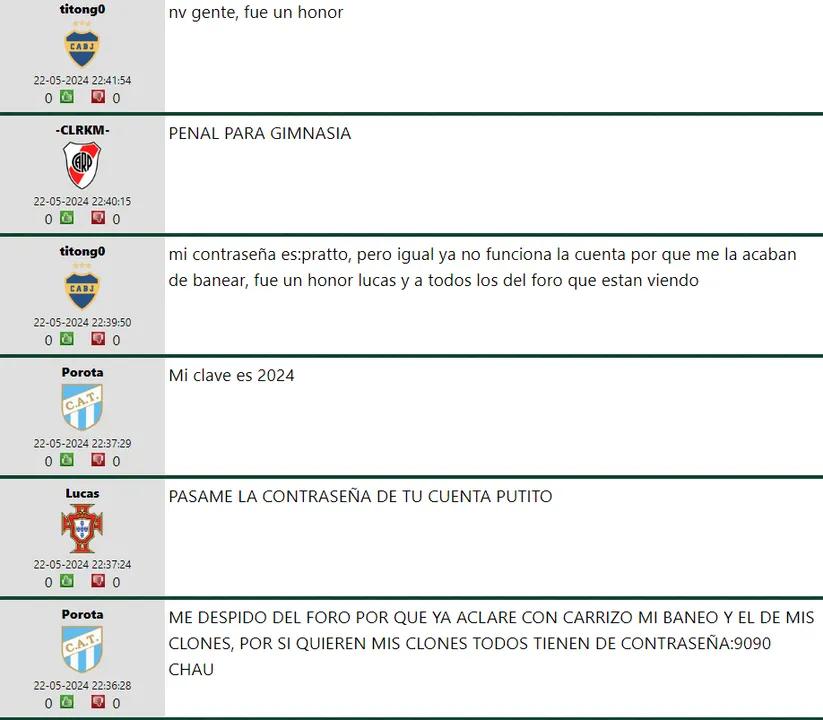 titong0
nv gente, fue un honor
CABJ
22-05-2024 22:41:54
0 0
-CLRKM-
PENAL PARA GIMNASIA
CARP
22-05-2024 22:40:15
0 0
titong0
mi contraseña es:pratto, pero igual ya no funciona la cuenta por que me la acaban
de banear, fue un honor lucas y a todos los del foro que estan viendo
CABJ
22-05-2024 22:39:50
0 0
Porota
Mi clave es 2024
C.A.T.
22-05-2024 22:37:29
0 0
Lucas
PASAME LA CONTRASEÑA DE TU CUENTA PUTITO
22-05-2024 22:37:24
0 0
Porota
ME DESPIDO DEL FORO POR QUE YA ACLARE CON CARRIZO MI BANEO Y EL DE MIS
CLONES, POR SI QUIEREN MIS CLONES TODOS TIENEN DE CONTRASEÑA:9090
CHAU
C.A.T.
22-05-2024 22:36:28
0 0